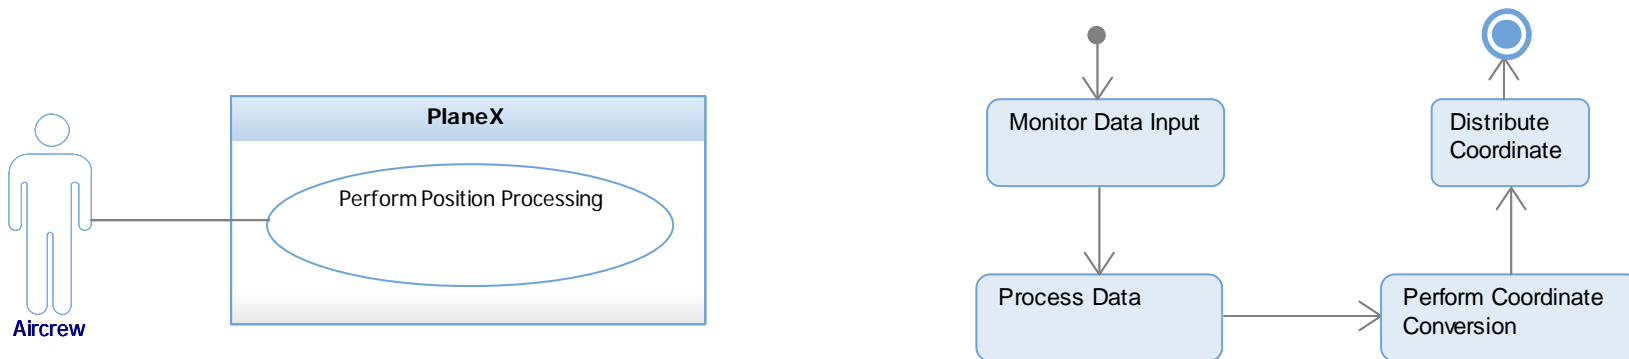 PlaneX
Perform Position Processing
Aircrew
Monitor Data Input
Distribute
Coordinate
Process Data
Perform Coordinate
Conversion